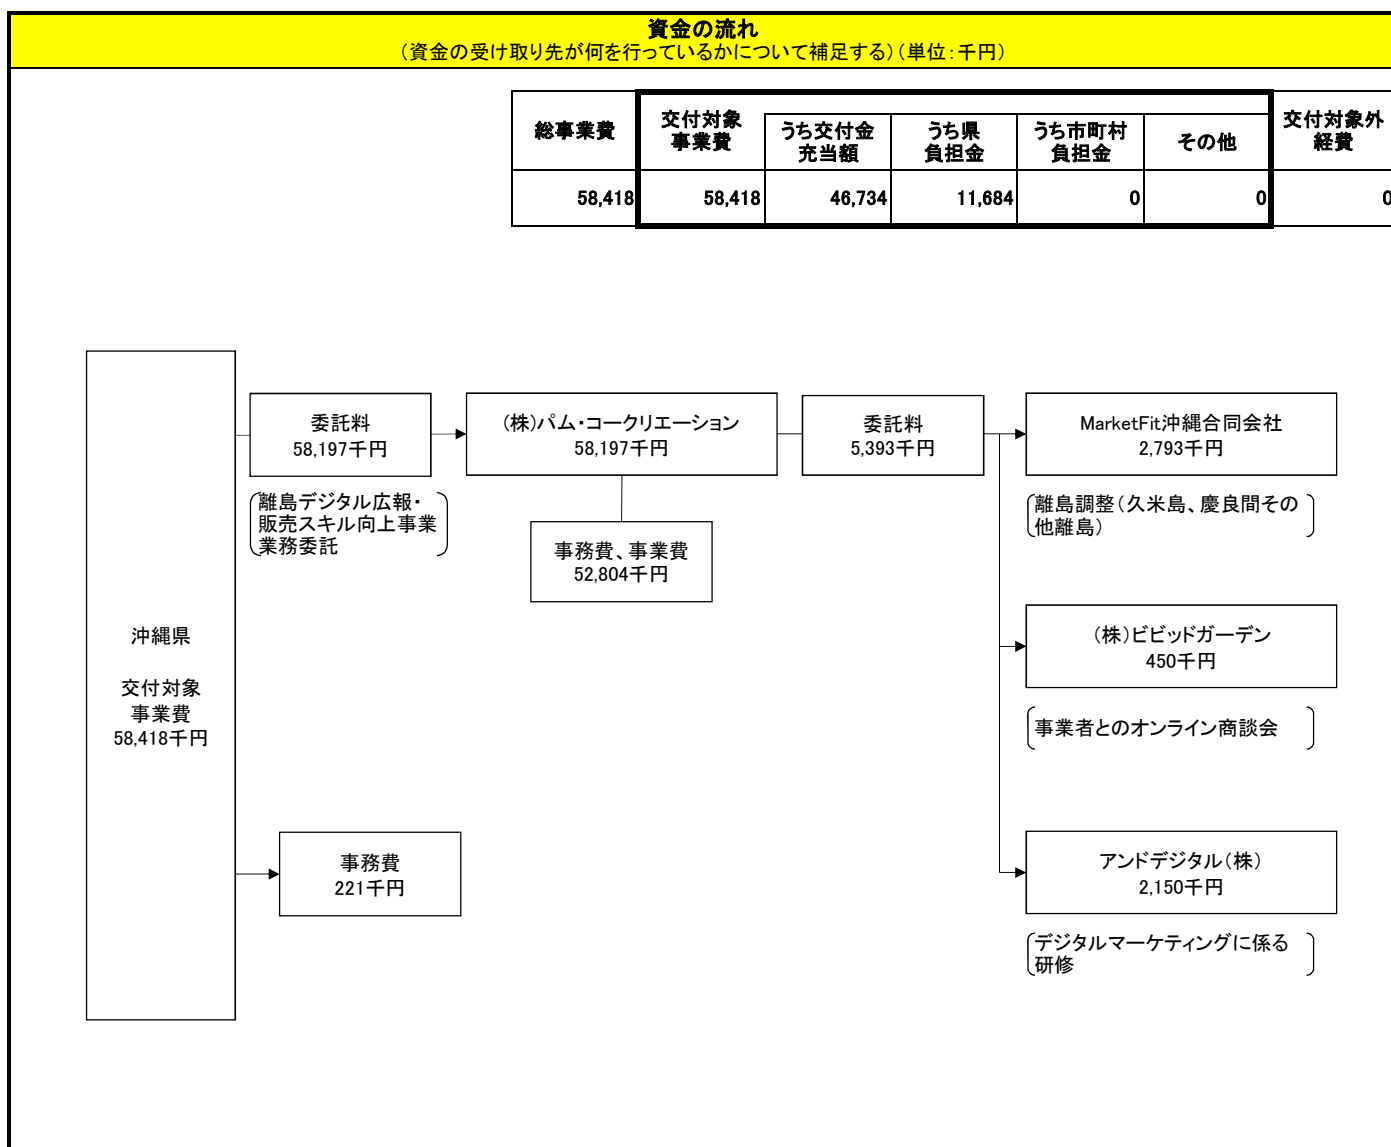 資金の流れ
(資金の受け取り先が何を行っているかについて補足する)(単位：千円)
総事業費
交付対象
事業費
うち交付金
充当額
うち県
負担金
うち市町村
負担金
その他
交付対象外
経費
58,418
58,418
46,734
11,684
0
0
0
委託料
58,197千円
(株)パム・コークリエーション
58,197千円
委託料
5,393千円
MarketFit沖縄合同会社
2,793千円
離島デジタル広報・
販売スキル向上事業
業務委託
離島調整(久米島、慶良間その
他離島)
事務費、事業費
52,804千円
沖縄県
交付対象
事業費
58,418千円
(株)ビビッドガーデン
450千円
事業者とのオンライン商談会
事務費
221千円
アンドデジタル(株)
2,150千円
デジタルマーケティングに係る
研修